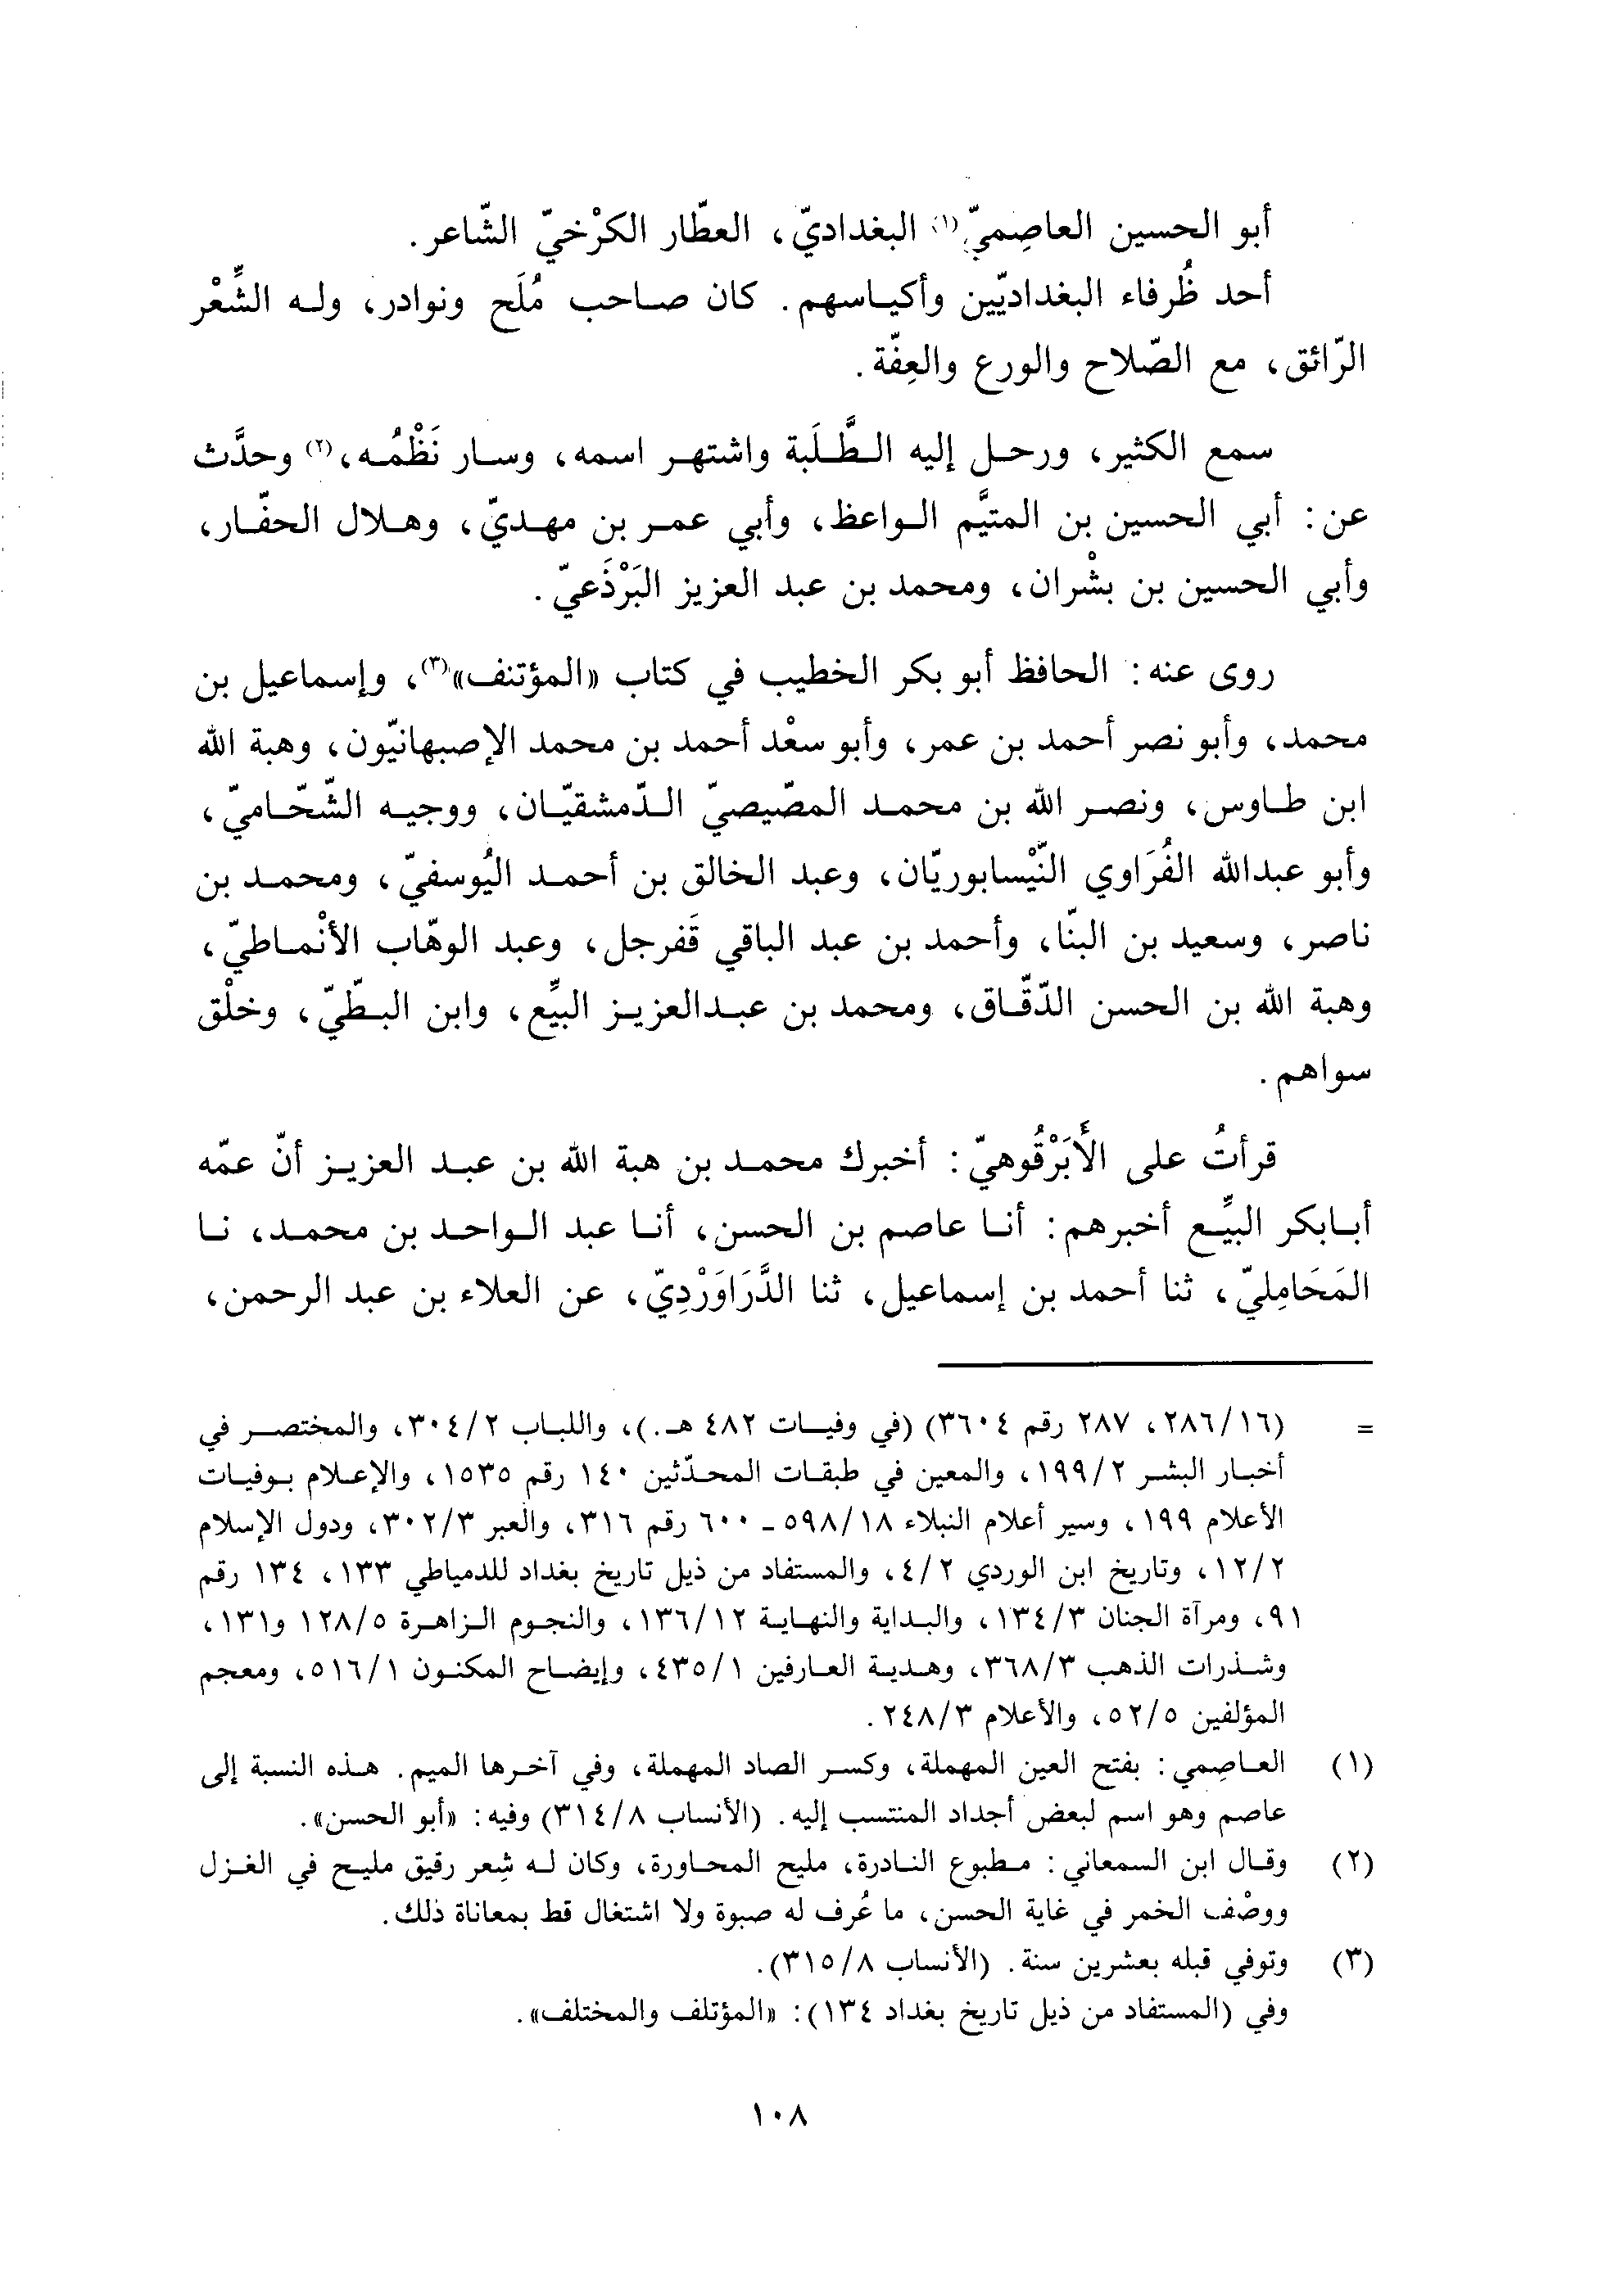 أبو الحسين العاصِميّ(١) البغداديّ، العطّار الكرْخيّ الشّاعر.
أحد ظُرفاء البغداديّين وأكياسهم. كان صاحب مُلَح ونوادر، وله الشِّعْر
الرّائق، مع الصّلاح والورع والعِفّة.
سمع الكثير، ورحل إليه الطَّلَبة واشتهر اسمه، وسار نَظْمُه،(٢) وحدَّث
عن: أبي الحسين بن المتيَّم الواعظ، وأبي عمر بن مهديّ، وهلال الحفّار،
وأبي الحسين بن بشْران، ومحمد بن عبد العزيز البَرْذَعيّ.
روى عنه: الحافظ أبو بكر الخطيب في كتاب «المؤتنف»(٣)، وإسماعيل بن
محمد، وأبو نصر أحمد بن عمر، وأبو سعْد أحمد بن محمد الإصبهانيّون، وهبة الله
ابن طاوس، ونصر الله بن محمد المصّيصيّ الدّمشقيّان، ووجيه الشّحّاميّ،
وأبو عبدالله الفُرَاوي النّيْسابوريّان، وعبد الخالق بن أحمد اليُوسفيّ، ومحمد بن
ناصر، وسعيد بن البنّا، وأحمد بن عبد الباقي قَفرجل، وعبد الوهّاب الأنْماطيّ،
وهبة الله بن الحسن الدّقّاق، ومحمد بن عبدالعزيز البيِّع، وابن البطّيّ، وخلْق
سواهم.
قرأتُ على الأَبَرْقُوهيّ: أخبرك محمد بن هبة الله بن عبد العزيز أنّ عمّه
أبابكر البيِّع أخبرهم: أنا عاصم بن الحسن، أنا عبد الواحد بن محمد، نا
المَحَامِليّ، ثنا أحمد بن إسماعيل، ثنا الدَّرَاوَرْدِيّ، عن العلاء بن عبد الرحمن،
= (١٦/٢٨٦، ٢٨٧ رقم ٣٦٠٤) (في وفيات ٤٨٢ هـ.)، واللباب ٢/٣٠٤، والمختصر في
أخبار البشر ٢/١٩٩، والمعين في طبقات المحدّثين ١٤٠ رقم ١٥٣٥، والإعلام بوفيات
الأعلام ١٩٩، وسير أعلام النبلاء ١٨/٥٩٨ - ٦٠٠ رقم ٣١٦، والعبر ٣/٣٠٢، ودول الإسلام
٢/١٢، وتاريخ ابن الوردي ٢/٤، والمستفاد من ذيل تاريخ بغداد للدمياطي ١٣٣، ١٣٤ رقم
٩١، ومرآة الجنان ٣/١٣٤، والبداية والنهاية ١٢/١٣٦، والنجوم الزاهرة ٥/١٢٨ و١٣١،
وشذرات الذهب ٣/٣٦٨، وهدية العارفين ١/٤٣٥، وإيضاح المكنون ١/٥١٦، ومعجم
المؤلفين ٥/٥٢، والأعلام ٣/٢٤٨.
(١) العاصِمي: بفتح العين المهملة، وكسر الصاد المهملة، وفي آخرها الميم. هذه النسبة إلى
عاصم وهو اسم لبعض أجداد المنتسب إليه. (الأنساب ٨/٣١٤) وفيه: «أبو الحسن».
(٢) وقال ابن السمعاني: مطبوع النادرة، مليح المحاورة، وكان له شِعر رقيق مليح في الغزل
ووصْف الخمر في غاية الحسن، ما عُرف له صبوة ولا اشتغال قط بمعاناة ذلك.
(٣) وتوفي قبله بعشرين سنة. (الأنساب ٨/٣١٥).
وفي (المستفاد من ذيل تاريخ بغداد ١٣٤): «المؤتلف والمختلف».
١٠٨